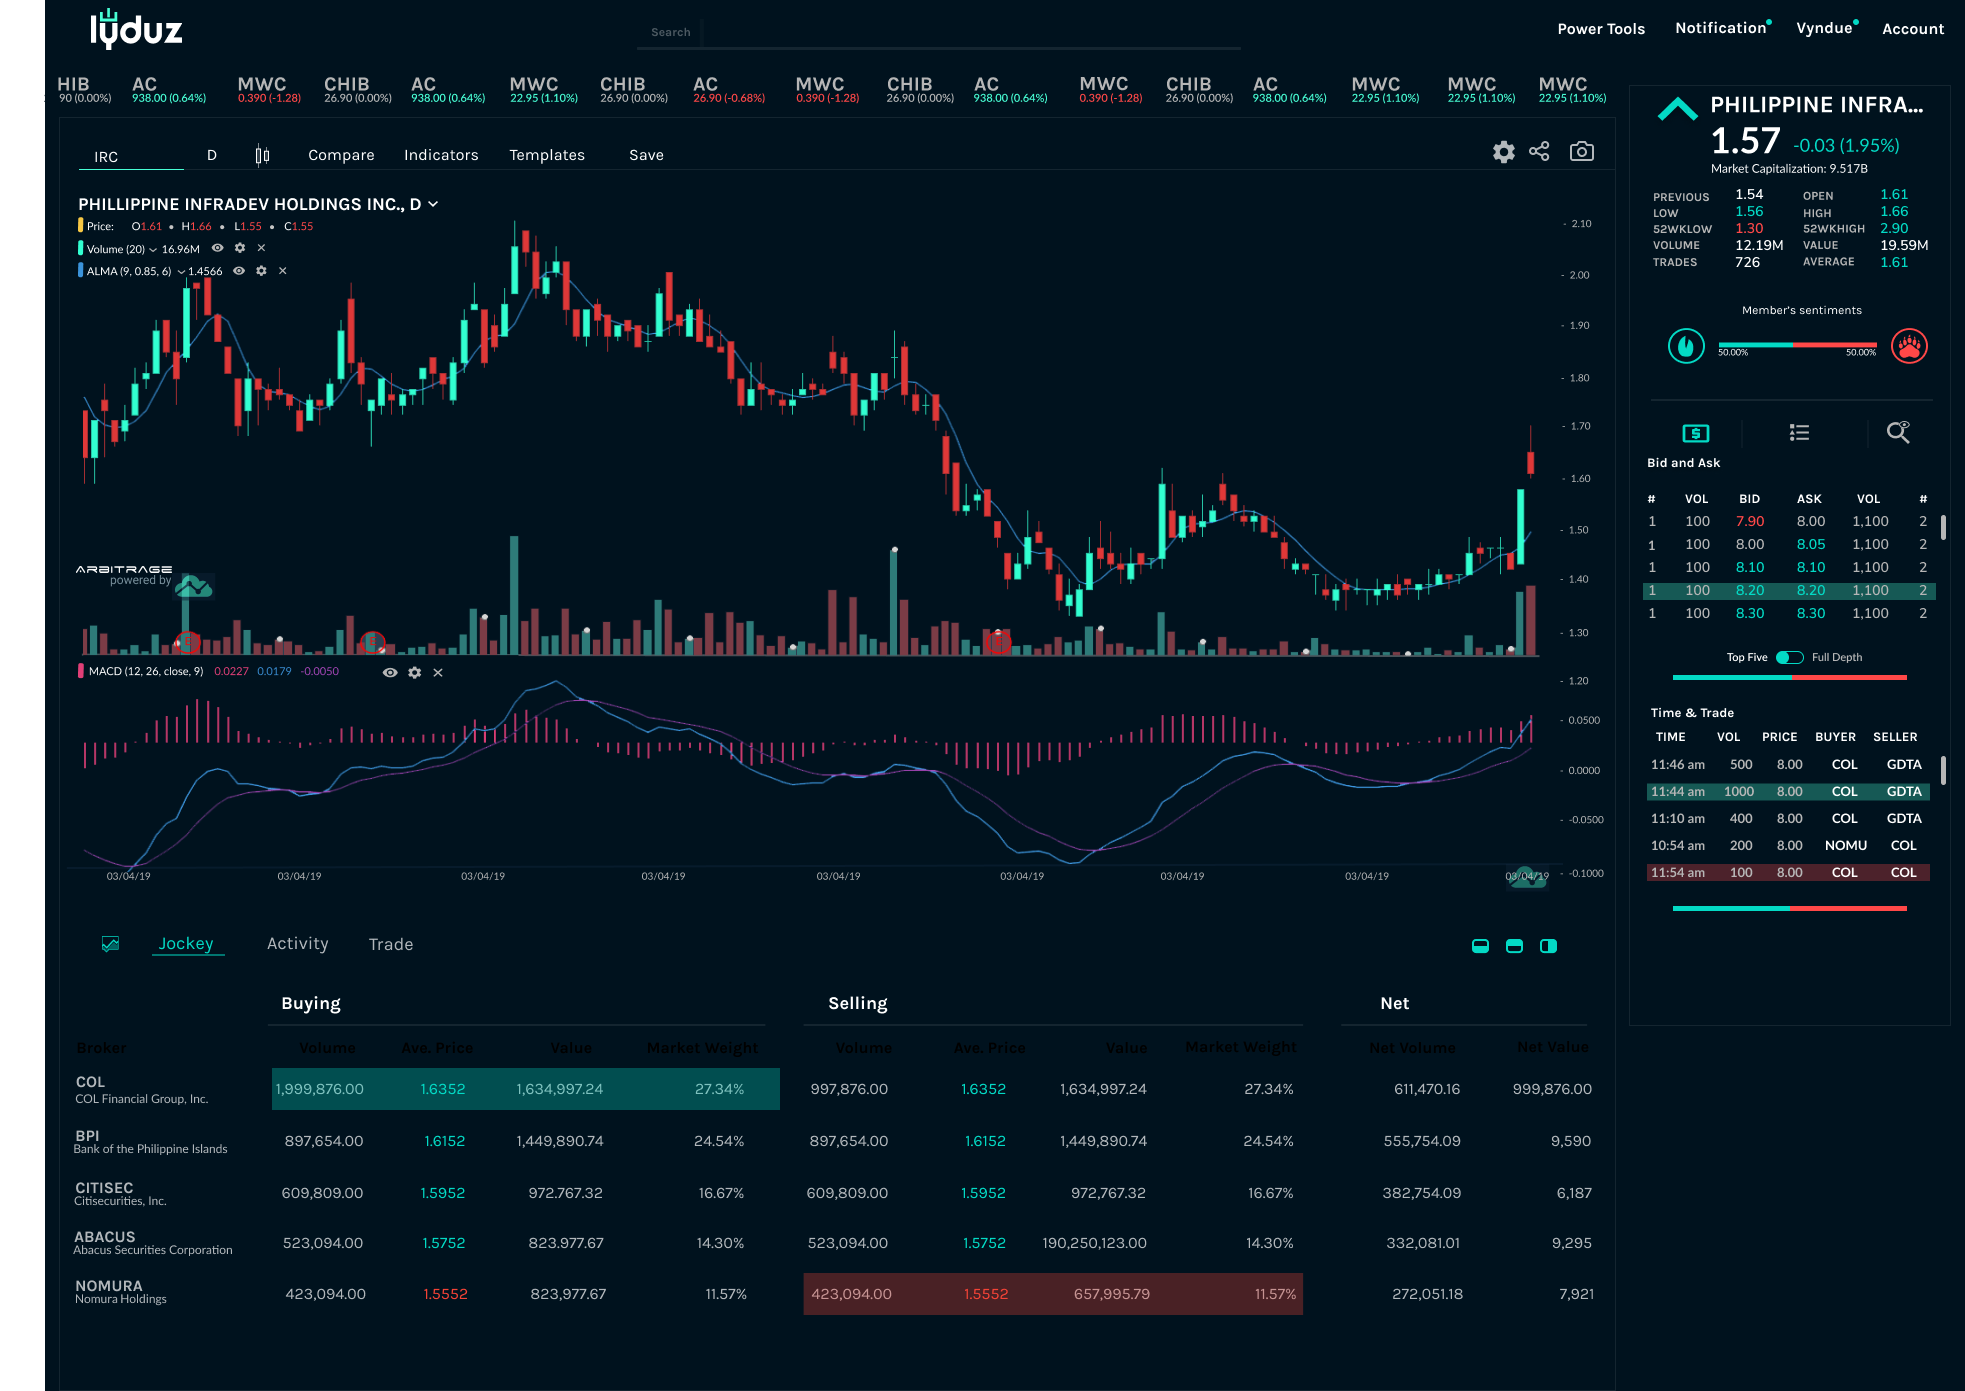 lyduz
Search
Power Tools Notification Vyndue Account
HIB AC MWC CHIB AC MWC CHIB AC MWC CHIB AC MWC CHIB AC MWC MWC MWC
90 (0.00%) 938.00 (0.64%) 0.390 (-1.28) 26.90 (0.00%) 938.00 (0.64%) 22.95 (1.10%) 26.90 (0.00%) 26.90 (-0.68%) 0.390 (-1.28) 26.90 (0.00%) 938.00 (0.64%) 0.390 (-1.28) 26.90 (0.00%) 938.00 (0.64%) 22.95 (1.10%) 22.95 (1.10%) 22.95 (1.10%)
IRC D Compare Indicators Templates Save
PHILLIPPINE INFRADEV HOLDINGS INC., D
Price: O1.61 • H1.66 • L1.55 • C1.55
Volume (20) 16.96M
ALMA (9, 0.85, 6) 1.4566
2.10
2.00
1.90
1.80
1.70
1.60
1.50
1.40
1.30
ARBITRAGE
powered by
MACD (12, 26, close, 9) 0.0227 0.0179 -0.0050
1.20
0.0500
0.0000
-0.0500
-0.1000
03/04/19 03/04/19 03/04/19 03/04/19 03/04/19 03/04/19 03/04/19 03/04/19 03/04/19
Jockey Activity Trade
Buying Selling Net
Broker Volume Ave. Price Value Market Weight Volume Ave. Price Value Market Weight Net Volume Net Value
COL 1,999,876.00 1.6352 1,634,997.24 27.34% 997,876.00 1.6352 1,634,997.24 27.34% 611,470.16 999,876.00
COL Financial Group, Inc.
BPI 897,654.00 1.6152 1,449,890.74 24.54% 897,654.00 1.6152 1,449,890.74 24.54% 555,754.09 9,590
Bank of the Philippine Islands
CITISEC 609,809.00 1.5952 972.767.32 16.67% 609,809.00 1.5952 972,767.32 16.67% 382,754.09 6,187
Citisecurities, Inc.
ABACUS 523,094.00 1.5752 823.977.67 14.30% 523,094.00 1.5752 190,250,123.00 14.30% 332,081.01 9,295
Abacus Securities Corporation
NOMURA 423,094.00 1.5552 823,977.67 11.57% 423,094.00 1.5552 657,995.79 11.57% 272,051.18 7,921
Nomura Holdings
PHILIPPINE INFRA...
1.57 -0.03 (1.95%)
Market Capitalization: 9.517B
PREVIOUS 1.54 OPEN 1.61
LOW 1.56 HIGH 1.66
52WKLOW 1.30 52WKHIGH 2.90
VOLUME 12.19M VALUE 19.59M
TRADES 726 AVERAGE 1.61
Member's sentiments
50.00% 50.00%
Bid and Ask
# VOL BID ASK VOL #
1 100 7.90 8.00 1,100 2
1 100 8.00 8.05 1,100 2
1 100 8.10 8.10 1,100 2
1 100 8.20 8.20 1,100 2
1 100 8.30 8.30 1,100 2
Top Five Full Depth
Time & Trade
TIME VOL PRICE BUYER SELLER
11:46 am 500 8.00 COL GDTA
11:44 am 1000 8.00 COL GDTA
11:10 am 400 8.00 COL GDTA
10:54 am 200 8.00 NOMU COL
11:54 am 100 8.00 COL COL